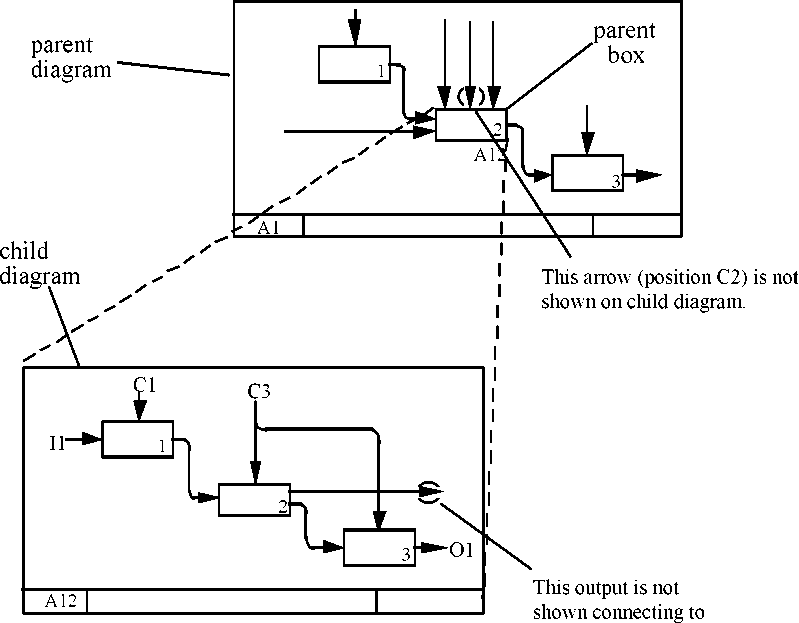 parent
diagram
parent
box
1
( )
2
A12
3
A1
This arrow (position C2) is not
shown on child diagram.
child
diagram
C1
C3
I1
1
2
3
O1
A12
This output is not
shown connecting to